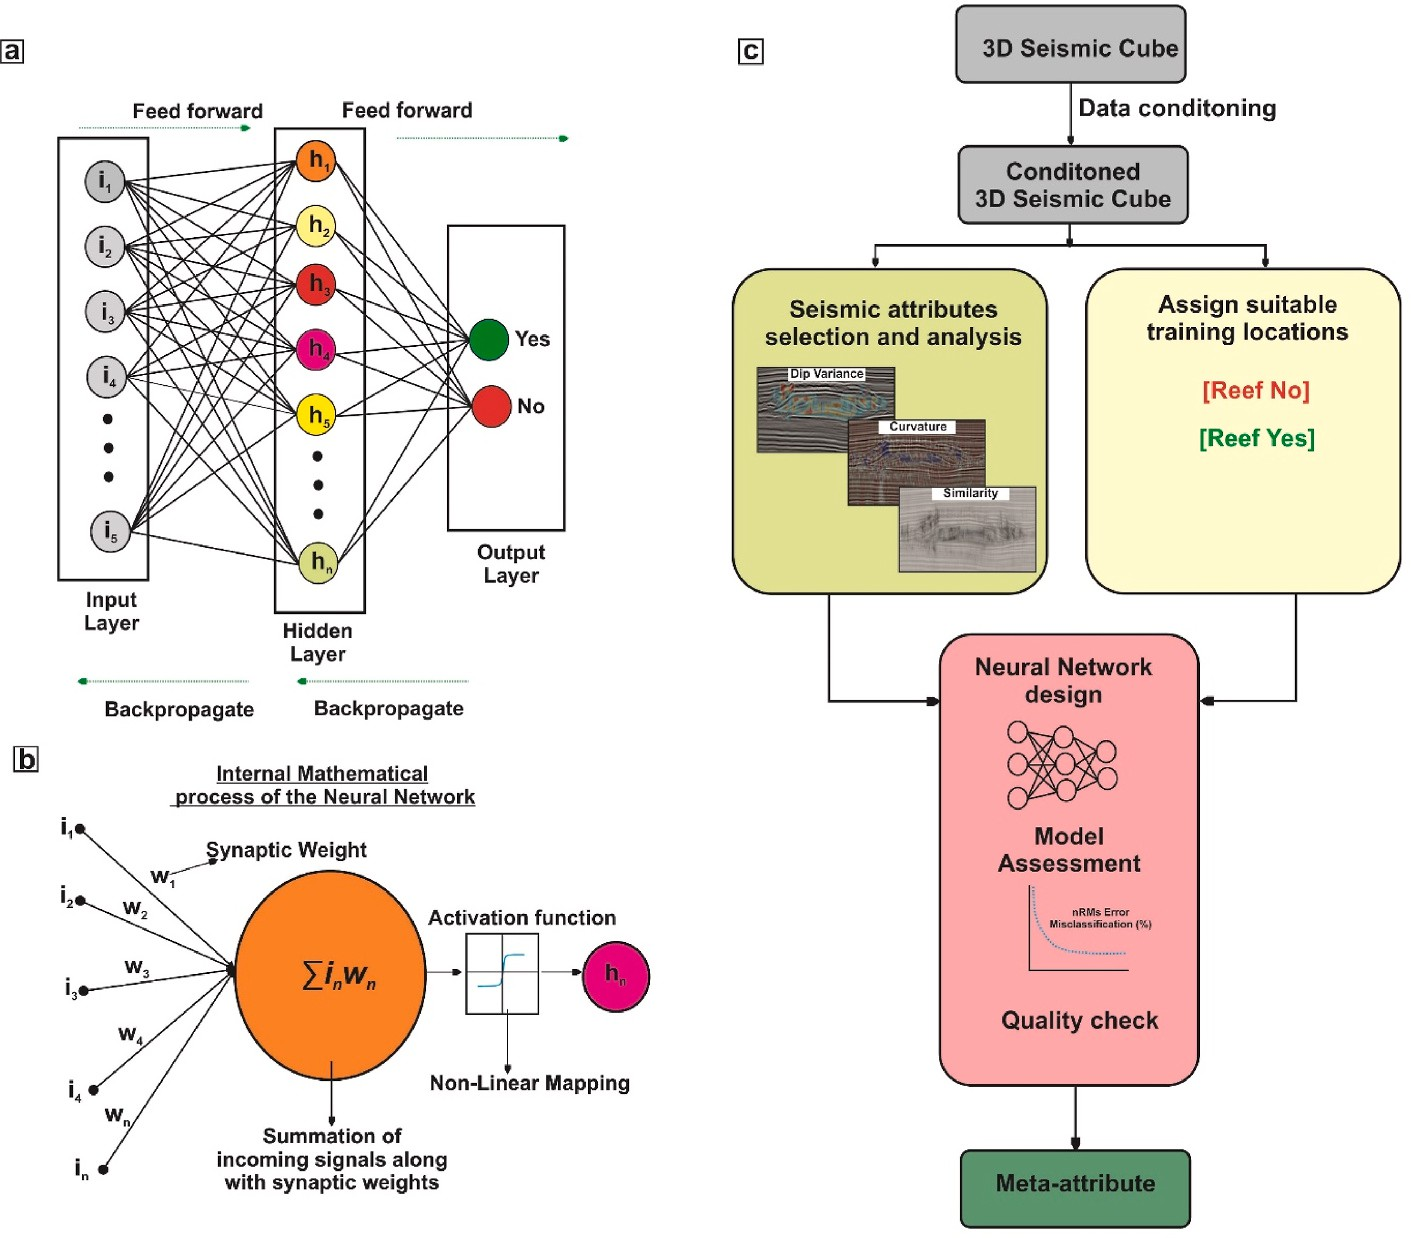 a
Feed forward
Feed forward
i1
i2
i3
i4
i5
h1
h2
h3
h4
h5
hn
Yes
No
Input
Layer
Hidden
Layer
Output
Layer
Backpropagate
Backpropagate
b
Internal Mathematical
process of the Neural Network
i1
i2
i3
i4
in
w1
w2
w3
w4
wn
Synaptic Weight
∑inwn
Activation function
hn
Non-Linear Mapping
Summation of
incoming signals along
with synaptic weights
c
3D Seismic Cube
Data conditoning
Conditoned
3D Seismic Cube
Seismic attributes
selection and analysis
Dip Variance
Curvature
Similarity
Assign suitable
training locations
[Reef No]
[Reef Yes]
Neural Network
design
Model
Assessment
nRMs Error
Misclassification (%)
Quality check
Meta-attribute